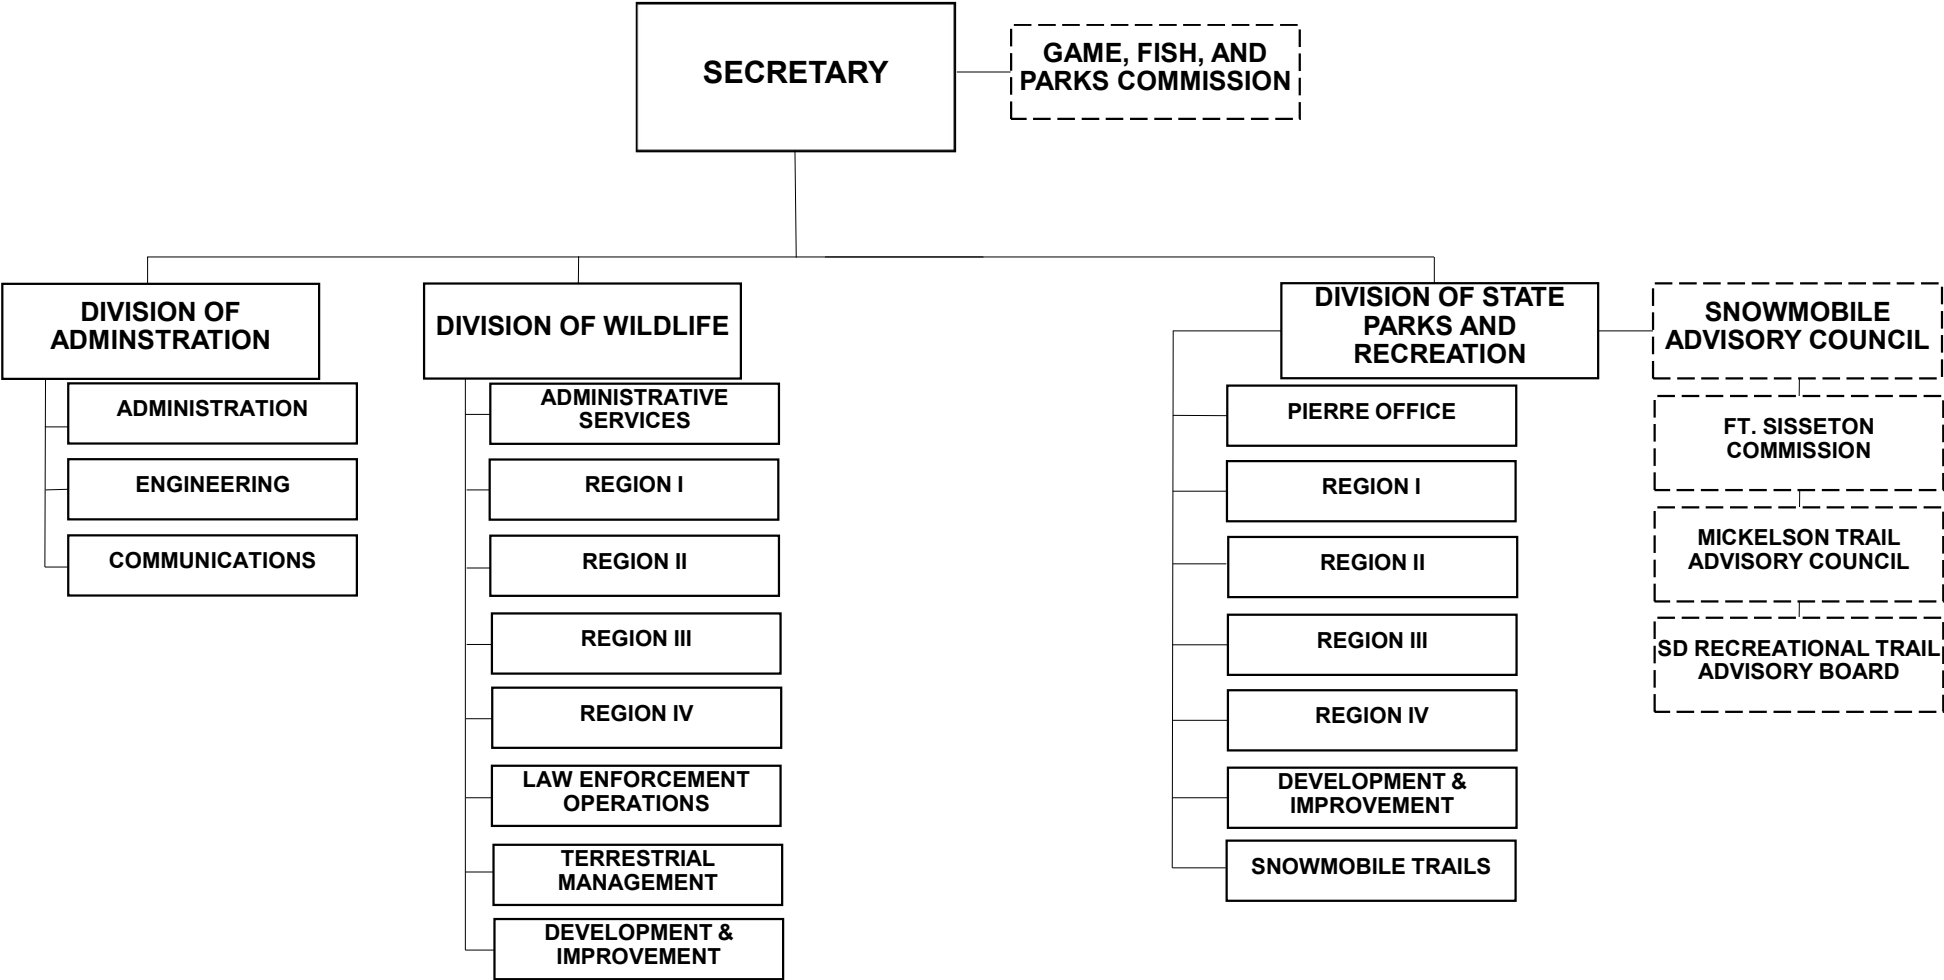 SECRETARY
GAME, FISH, AND
PARKS COMMISSION
DIVISION OF
ADMINSTRATION
ADMINISTRATION
ENGINEERING
COMMUNICATIONS
DIVISION OF WILDLIFE
ADMINISTRATIVE
SERVICES
REGION I
REGION II
REGION III
REGION IV
LAW ENFORCEMENT
OPERATIONS
TERRESTRIAL
MANAGEMENT
DEVELOPMENT &
IMPROVEMENT
DIVISION OF STATE
PARKS AND
RECREATION
PIERRE OFFICE
REGION I
REGION II
REGION III
REGION IV
DEVELOPMENT &
IMPROVEMENT
SNOWMOBILE TRAILS
SNOWMOBILE
ADVISORY COUNCIL
FT. SISSETON
COMMISSION
MICKELSON TRAIL
ADVISORY COUNCIL
SD RECREATIONAL TRAIL
ADVISORY BOARD